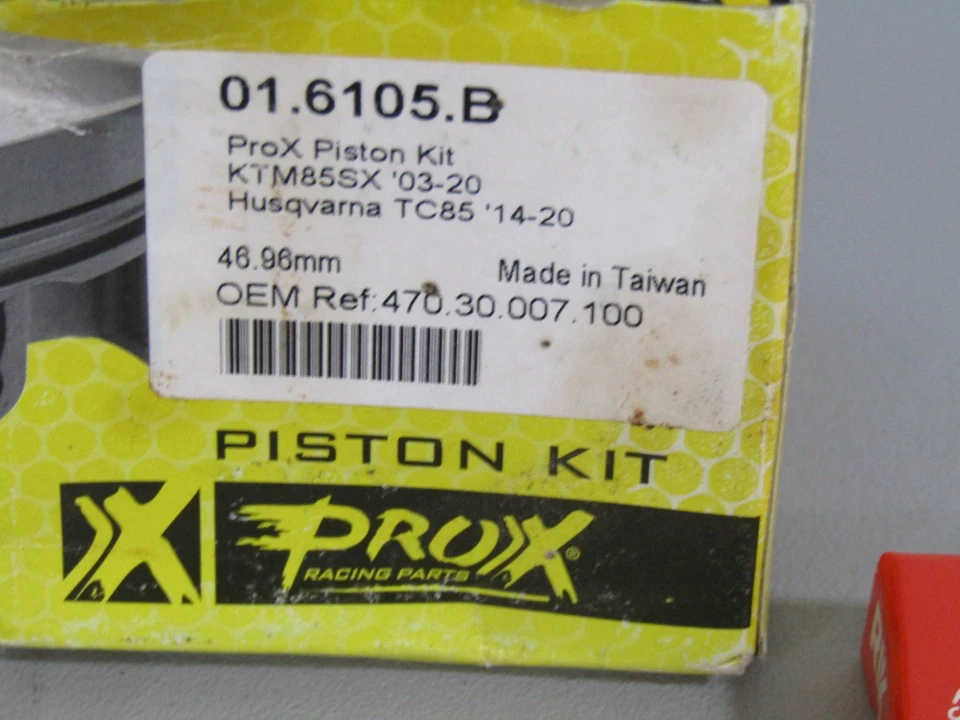 01.6105.B
ProX Piston Kit
KTM85SX '03-20
Husqvarna TC85 '14-20
46.96mm Made in Taiwan
OEM Ref:470.30.007.100
PISTON KIT
X PROX®
RACING PARTS